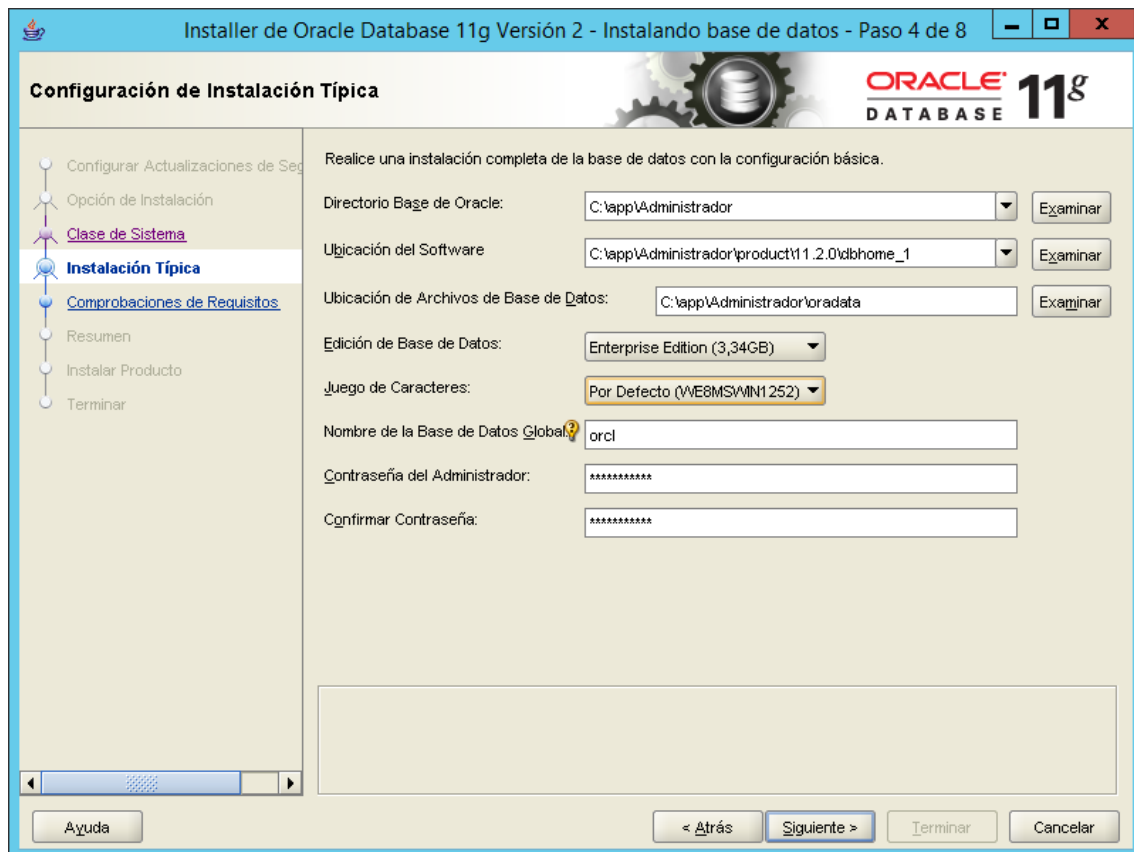 Installer de Oracle Database 11g Versión 2 - Instalando base de datos - Paso 4 de 8
Configuración de Instalación Típica
ORACLE
DATABASE
11g
Configurar Actualizaciones de Seg
Opción de Instalación
Clase de Sistema
Instalación Típica
Comprobaciones de Requisitos
Resumen
Instalar Producto
Terminar
Realice una instalación completa de la base de datos con la configuración básica.
Directorio Base de Oracle: C:\app\Administrador Examinar
Ubicación del Software C:\app\Administrador\product\11.2.0\dbhome_1 Examinar
Ubicación de Archivos de Base de Datos: C:\app\Administrador\oradata Examinar
Edición de Base de Datos: Enterprise Edition (3,34GB)
Juego de Caracteres: Por Defecto (WE8MSWIN1252)
Nombre de la Base de Datos Global: orcl
Contraseña del Administrador: ***********
Confirmar Contraseña: ***********
Ayuda < Atrás Siguiente > Terminar Cancelar